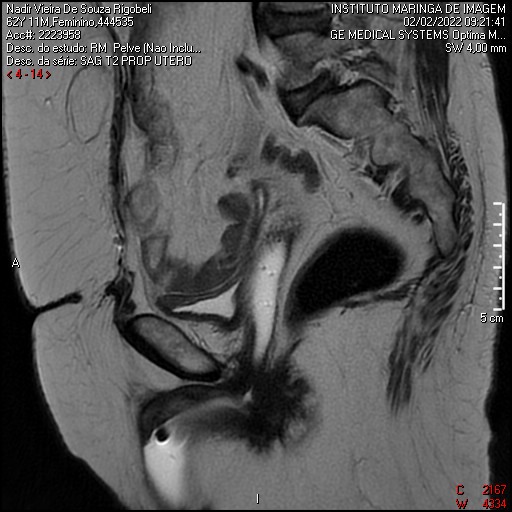 Nadir Vieira De Souza Rigobeli
62Y 11M,Feminino,444535
Acc#: 2223958
Desc. do estudo: RM Pelve (Nao Inclu...
Desc. da série: SAG T2 PROP UTERO
<4-14>
INSTITUTO MARINGA DE IMAGEM
02/02/2022 09:21:41
GE MEDICAL SYSTEMS Optima M...
SW 4,00 mm
A
5 cm
I
C 2167
W 4334